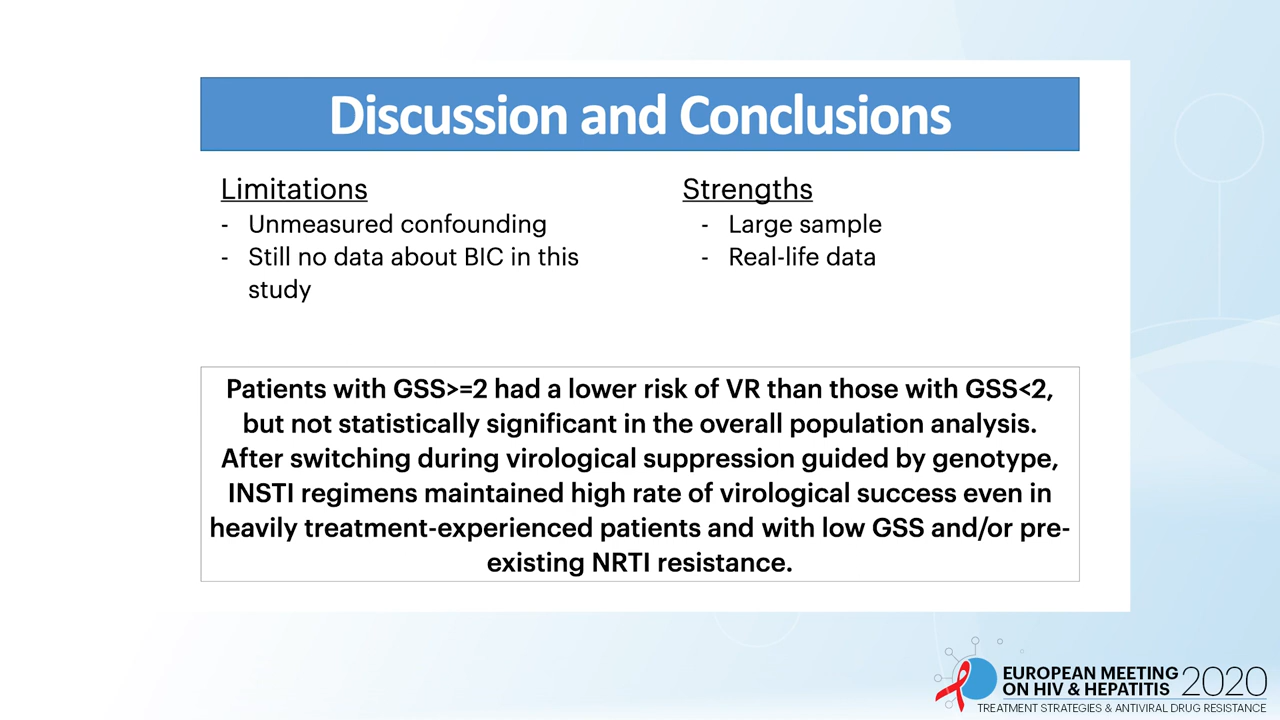 Discussion and Conclusions
Limitations
- Unmeasured confounding
- Still no data about BIC in this
study
Strengths
- Large sample
- Real-life data
Patients with GSS>=2 had a lower risk of VR than those with GSS<2,
but not statistically significant in the overall population analysis.
After switching during virological suppression guided by genotype,
INSTI regimens maintained high rate of virological success even in
heavily treatment-experienced patients and with low GSS and/or pre-
existing NRTI resistance.
EUROPEAN MEETING
ON HIV & HEPATITIS 2020
TREATMENT STRATEGIES & ANTIVIRAL DRUG RESISTANCE